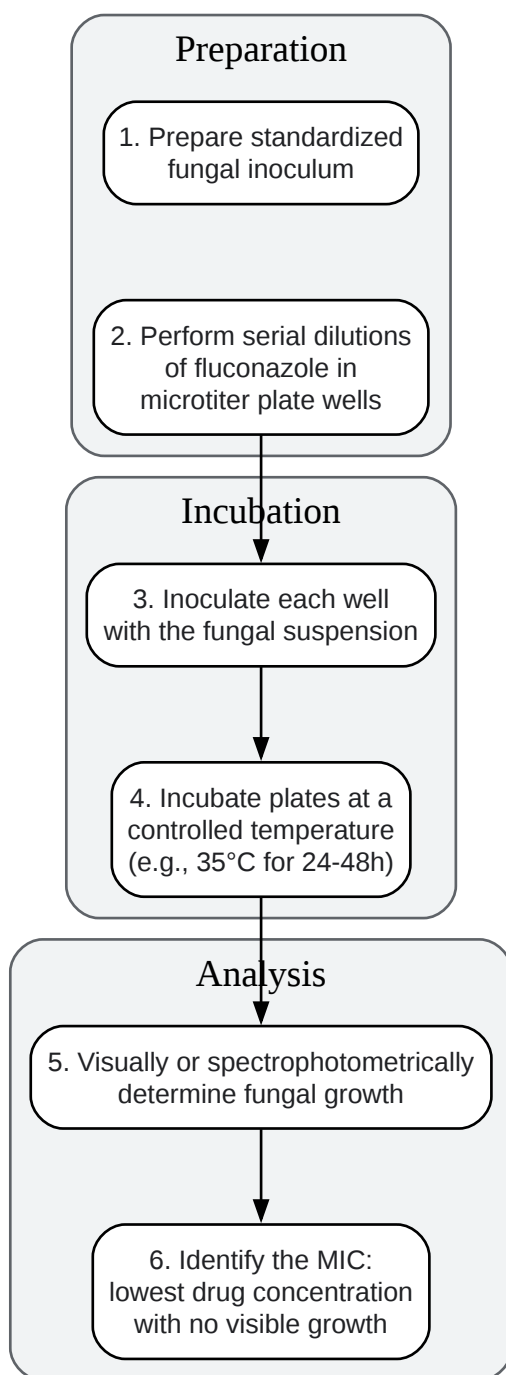 Preparation
1. Prepare standardized
fungal inoculum
2. Perform serial dilutions
of fluconazole in
microtiter plate wells
Incubation
3. Inoculate each well
with the fungal suspension
4. Incubate plates at a
controlled temperature
(e.g., 35°C for 24-48h)
Analysis
5. Visually or spectrophotometrically
determine fungal growth
6. Identify the MIC:
lowest drug concentration
with no visible growth